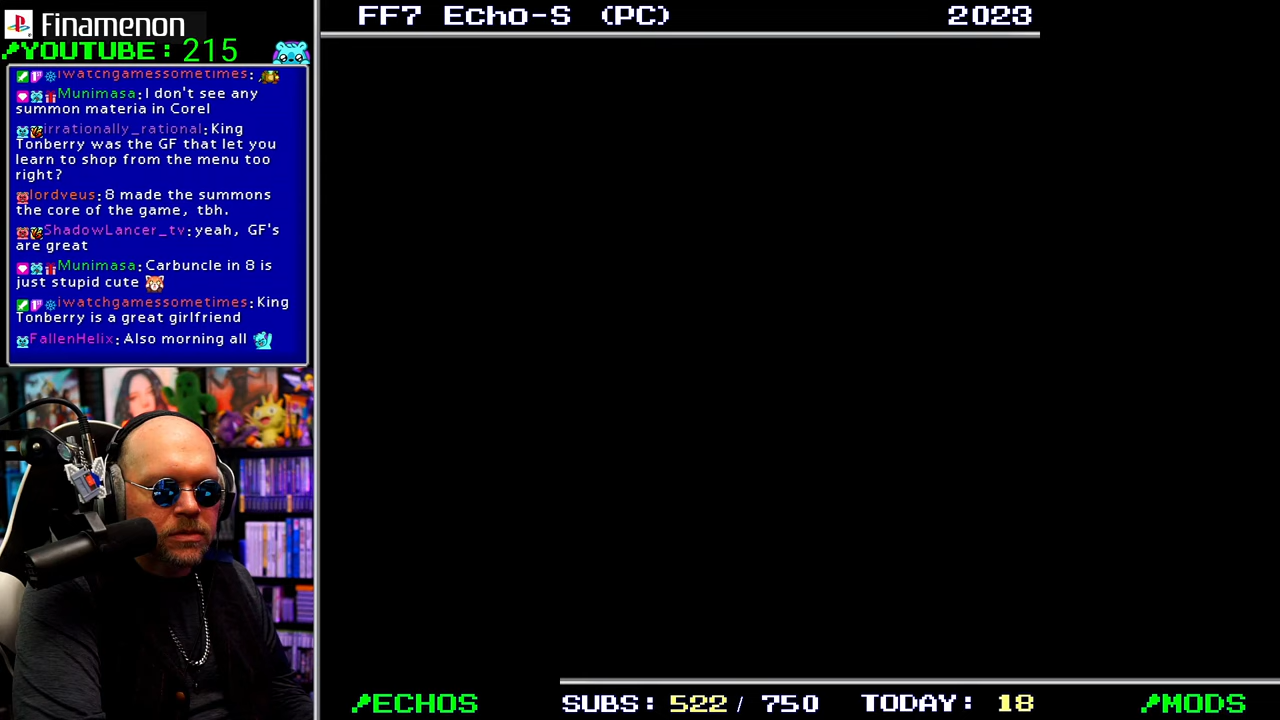 Finamenon
YOUTUBE: 215
iwatchgamessometimes:
Munimasa: I don't see any
summon materia in Corel
irrationally_rational: King
Tonberry was the GF that let you
learn to shop from the menu too
right?
lordveus: 8 made the summons
the core of the game, tbh.
ShadowLancer_tv: yeah, GF's
are great
Munimasa: Carbuncle in 8 is
just stupid cute
iwatchgamessometimes: King
Tonberry is a great girlfriend
FallenHelix: Also morning all
FF7 Echo-S (PC) 2023
ECHOS SUBS: 522/ 750 TODAY: 18 MODS